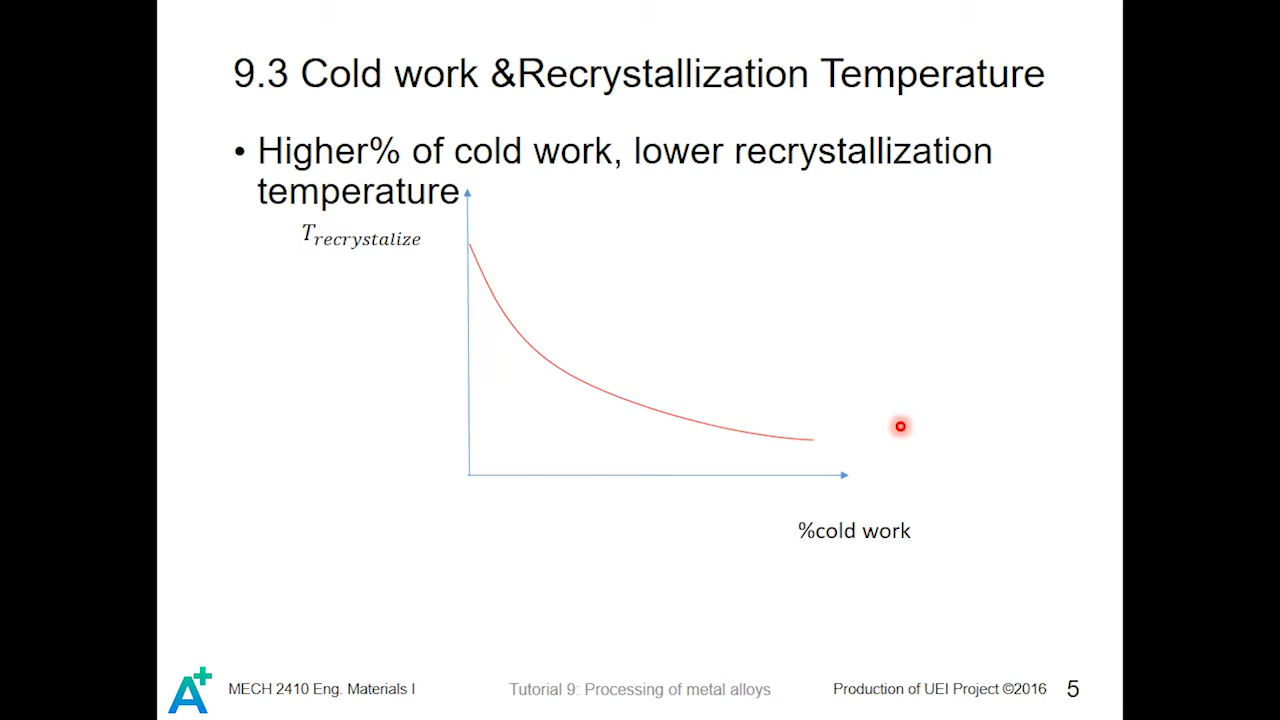 9.3 Cold work &Recrystallization Temperature
• Higher% of cold work, lower recrystallization
temperature
Trecrystalize
%cold work
A+
MECH 2410 Eng. Materials I
Tutorial 9: Processing of metal alloys
Production of UEI Project ©2016
5